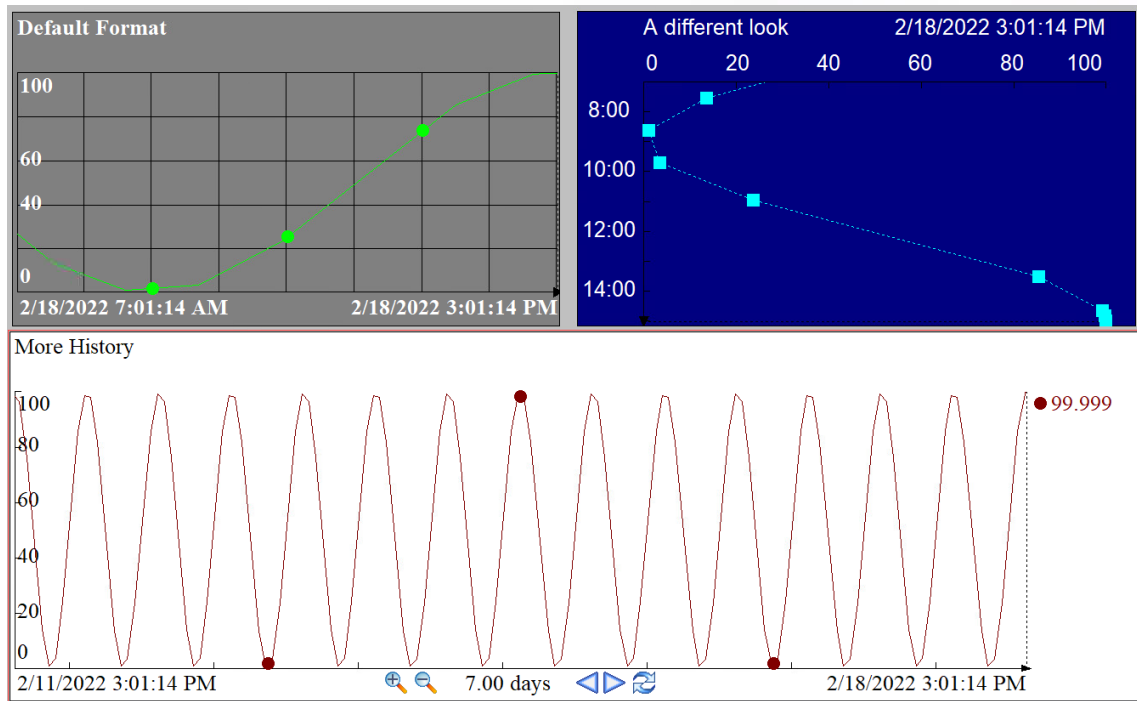 Default Format
100
60
40
0
2/18/2022 7:01:14 AM 2/18/2022 3:01:14 PM
A different look 2/18/2022 3:01:14 PM
0 20 40 60 80 100
8:00
10:00
12:00
14:00
More History
100
99.999
80
60
40
20
0
2/11/2022 3:01:14 PM 7.00 days 2/18/2022 3:01:14 PM